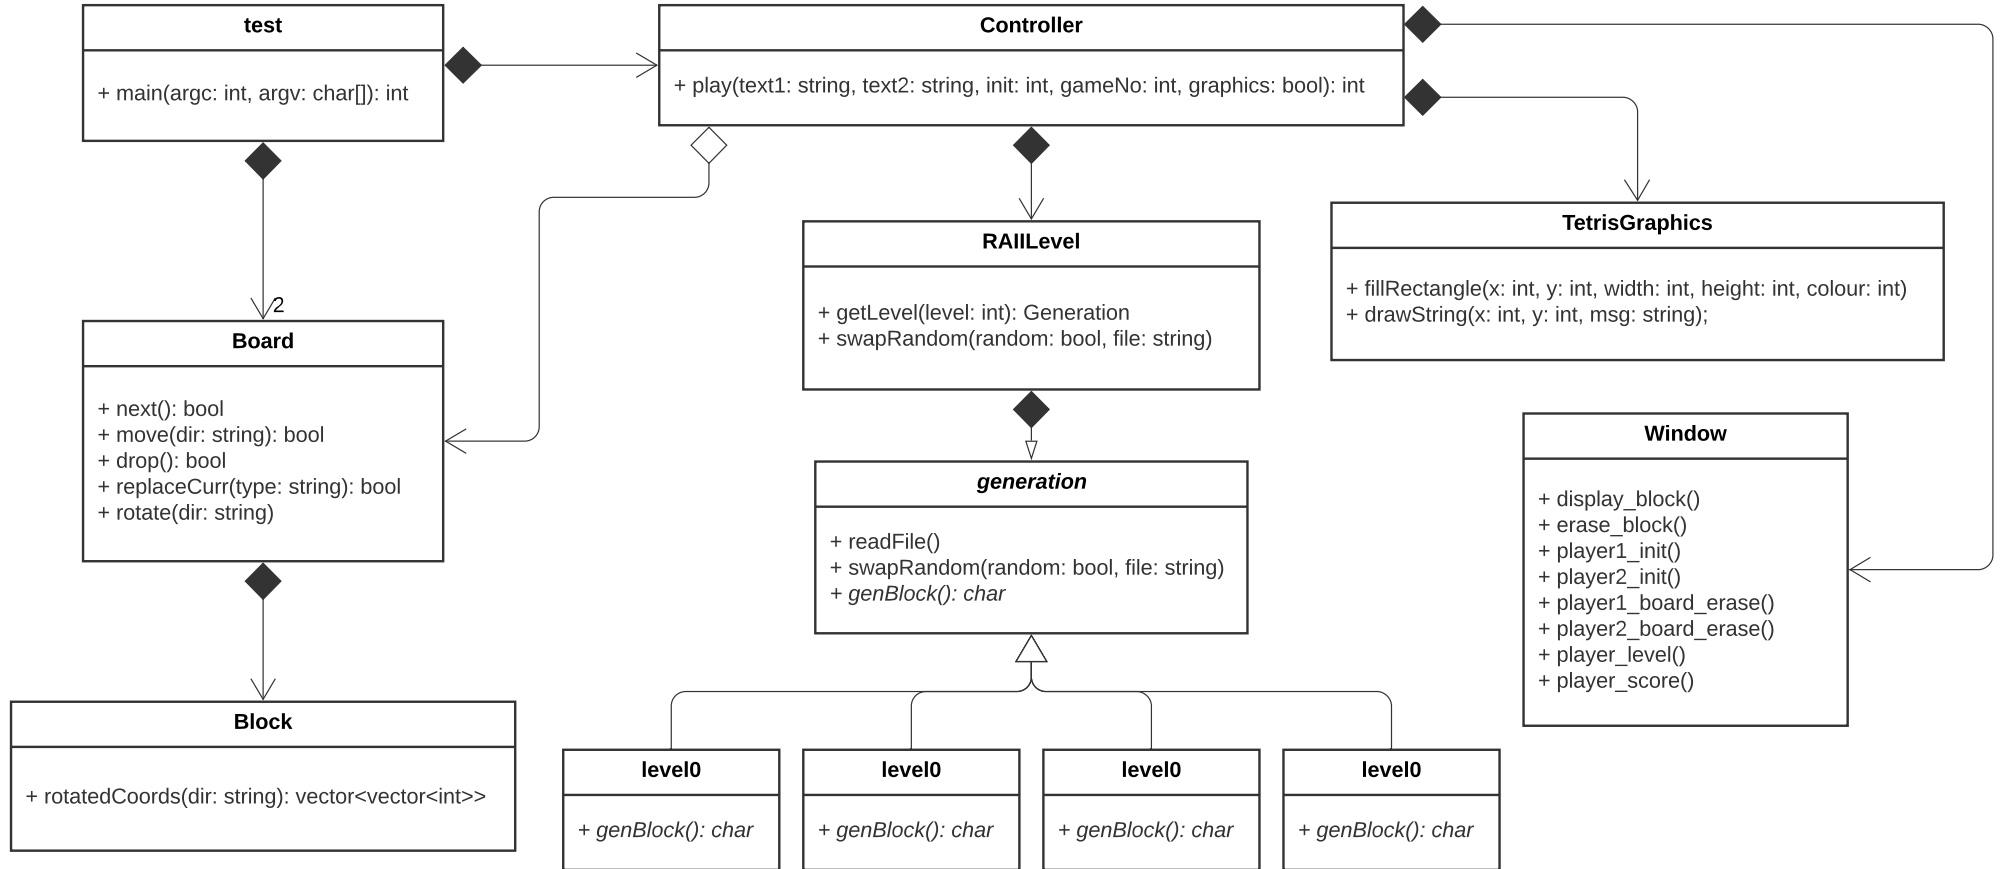 test
+ main(argc: int, argv: char[]): int
Controller
+ play(text1: string, text2: string, init: int, gameNo: int, graphics: bool): int
RAIILevel
+ getLevel(level: int): Generation
+ swapRandom(random: bool, file: string)
TetrisGraphics
+ fillRectangle(x: int, y: int, width: int, height: int, colour: int)
+ drawString(x: int, y: int, msg: string);
2
Board
+ next(): bool
+ move(dir: string): bool
+ drop(): bool
+ replaceCurr(type: string): bool
+ rotate(dir: string)
generation
+ readFile()
+ swapRandom(random: bool, file: string)
+ genBlock(): char
Window
+ display_block()
+ erase_block()
+ player1_init()
+ player2_init()
+ player1_board_erase()
+ player2_board_erase()
+ player_level()
+ player_score()
Block
+ rotatedCoords(dir: string): vector<vector<int>>
level0
+ genBlock(): char
level0
+ genBlock(): char
level0
+ genBlock(): char
level0
+ genBlock(): char